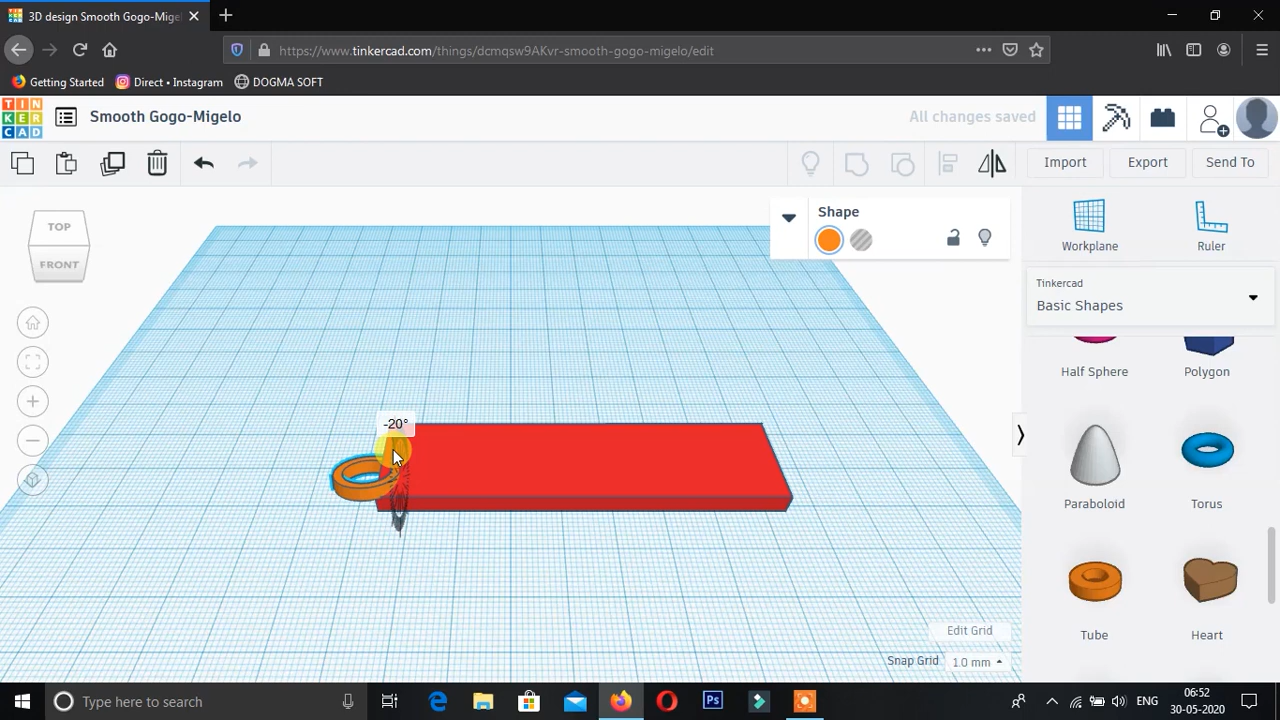 3D design Smooth Gogo-Migel
https://www.tinkercad.com/things/dcmqsw9AKvr-smooth-gogo-migelo/edit
Getting Started
Direct • Instagram
DOGMA SOFT
TIN
KER
CAD
Smooth Gogo-Migelo
All changes saved
Import
Export
Send To
TOP
FRONT
Shape
Workplane
Ruler
Tinkercad
Basic Shapes
Half Sphere
Polygon
-20°
Paraboloid
Torus
Tube
Heart
Edit Grid
Snap Grid
1.0 mm
Type here to search
Ps
ENG
06:52
30-05-2020